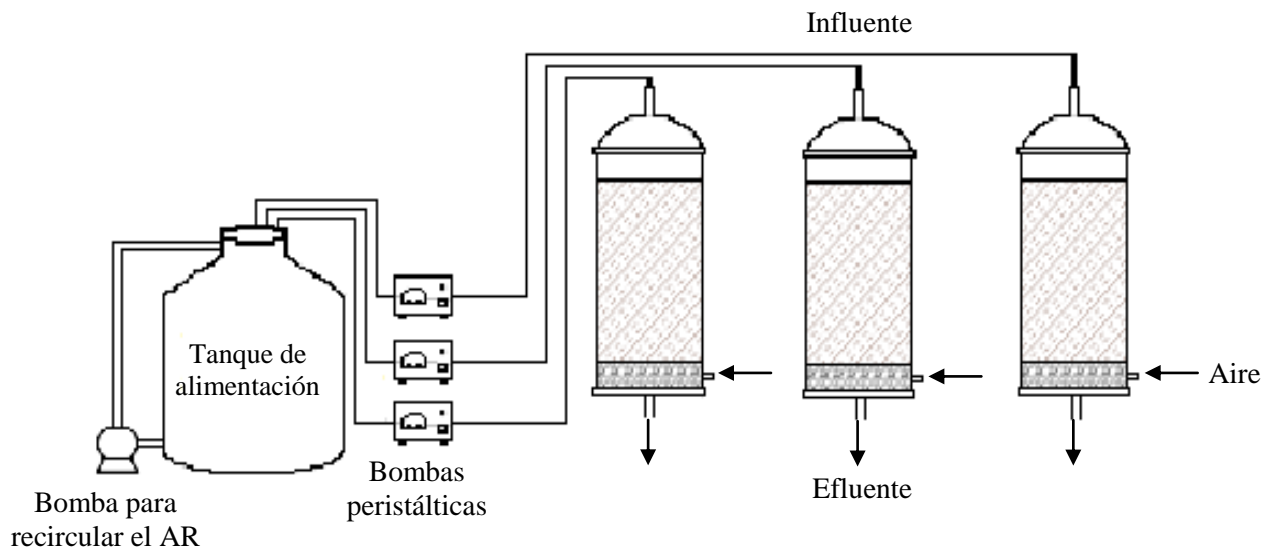 Influente
Tanque de
alimentación
Aire
Bombas
peristálticas
Efluente
Bomba para
recircular el AR